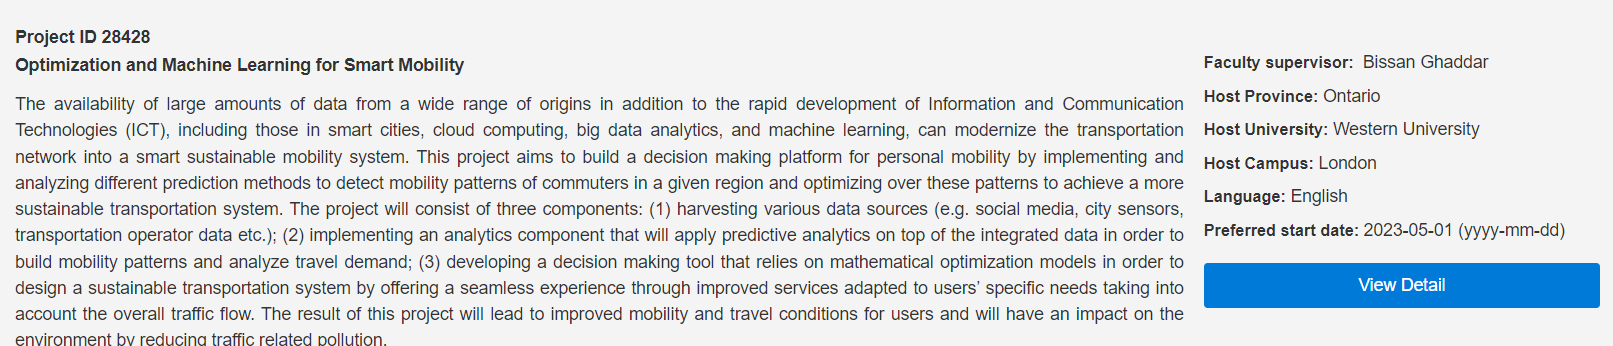 Project ID 28428
Optimization and Machine Learning for Smart Mobility
The availability of large amounts of data from a wide range of origins in addition to the rapid development of Information and Communication
Technologies (ICT), including those in smart cities, cloud computing, big data analytics, and machine learning, can modernize the transportation
network into a smart sustainable mobility system. This project aims to build a decision making platform for personal mobility by implementing and
analyzing different prediction methods to detect mobility patterns of commuters in a given region and optimizing over these patterns to achieve a more
sustainable transportation system. The project will consist of three components: (1) harvesting various data sources (e.g. social media, city sensors,
transportation operator data etc.); (2) implementing an analytics component that will apply predictive analytics on top of the integrated data in order to
build mobility patterns and analyze travel demand; (3) developing a decision making tool that relies on mathematical optimization models in order to
design a sustainable transportation system by offering a seamless experience through improved services adapted to users’ specific needs taking into
account the overall traffic flow. The result of this project will lead to improved mobility and travel conditions for users and will have an impact on the
environment by reducing traffic related pollution.
Faculty supervisor: Bissan Ghaddar
Host Province: Ontario
Host University: Western University
Host Campus: London
Language: English
Preferred start date: 2023-05-01 (yyyy-mm-dd)
View Detail